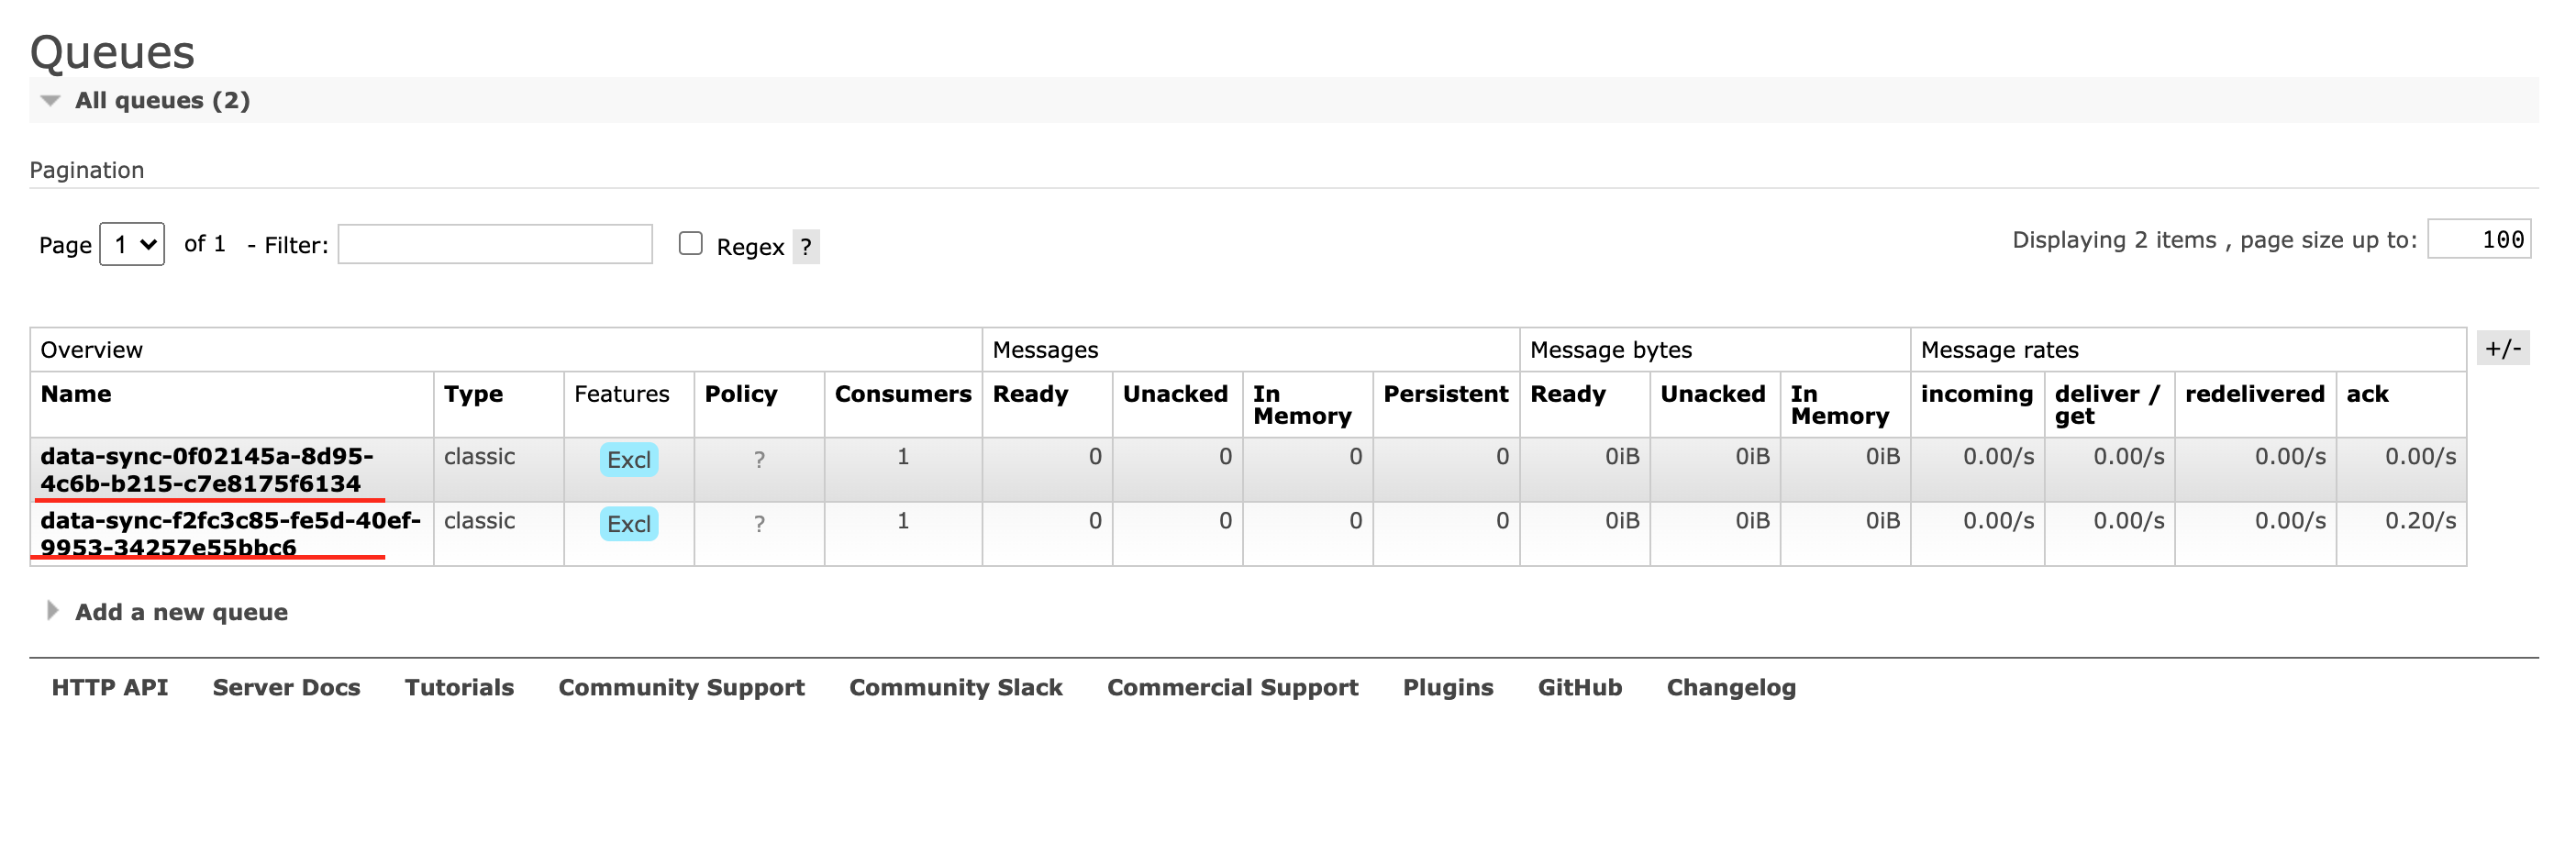 Queues
All queues (2)
Pagination
Page 1 of 1 - Filter: Regex ? Displaying 2 items , page size up to: 100
Overview Messages Message bytes Message rates +/-
Name Type Features Policy Consumers Ready Unacked In Memory Persistent Ready Unacked In Memory incoming deliver / get redelivered ack
data-sync-0f02145a-8d95- classic Excl ? 1 0 0 0 0 0iB 0iB 0iB 0.00/s 0.00/s 0.00/s 0.00/s
4c6b-b215-c7e8175f6134
data-sync-f2fc3c85-fe5d-40ef- classic Excl ? 1 0 0 0 0 0iB 0iB 0iB 0.00/s 0.00/s 0.00/s 0.20/s
9953-34257e55bbc6
Add a new queue
HTTP API Server Docs Tutorials Community Support Community Slack Commercial Support Plugins GitHub Changelog